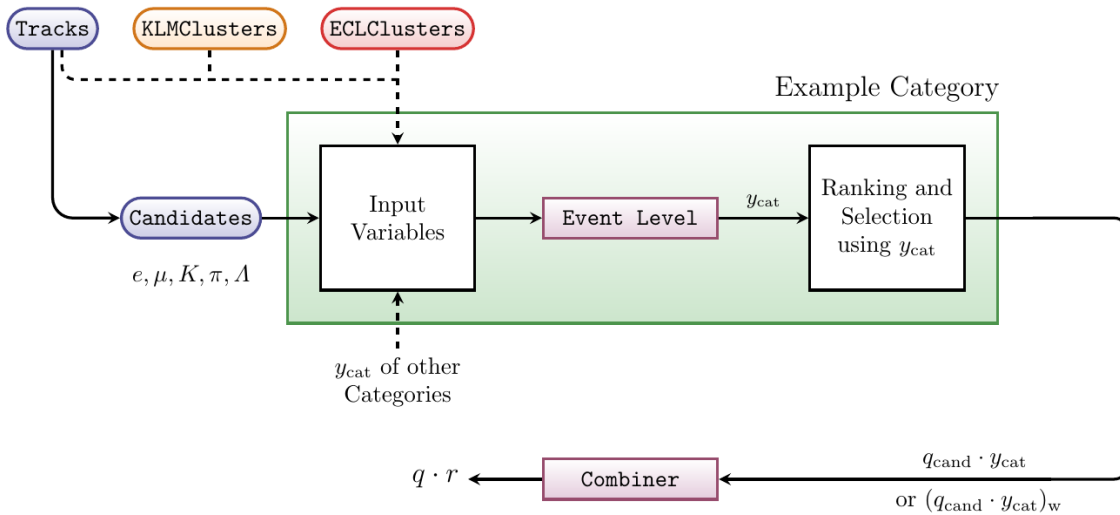 Tracks
KLMClusters
ECLClusters
Example Category
Candidates
e, μ, K, π, Λ
Input
Variables
Event Level
y_cat
Ranking and
Selection
using y_cat
y_cat of other
Categories
q · r
Combiner
q_cand · y_cat
or (q_cand · y_cat)_w